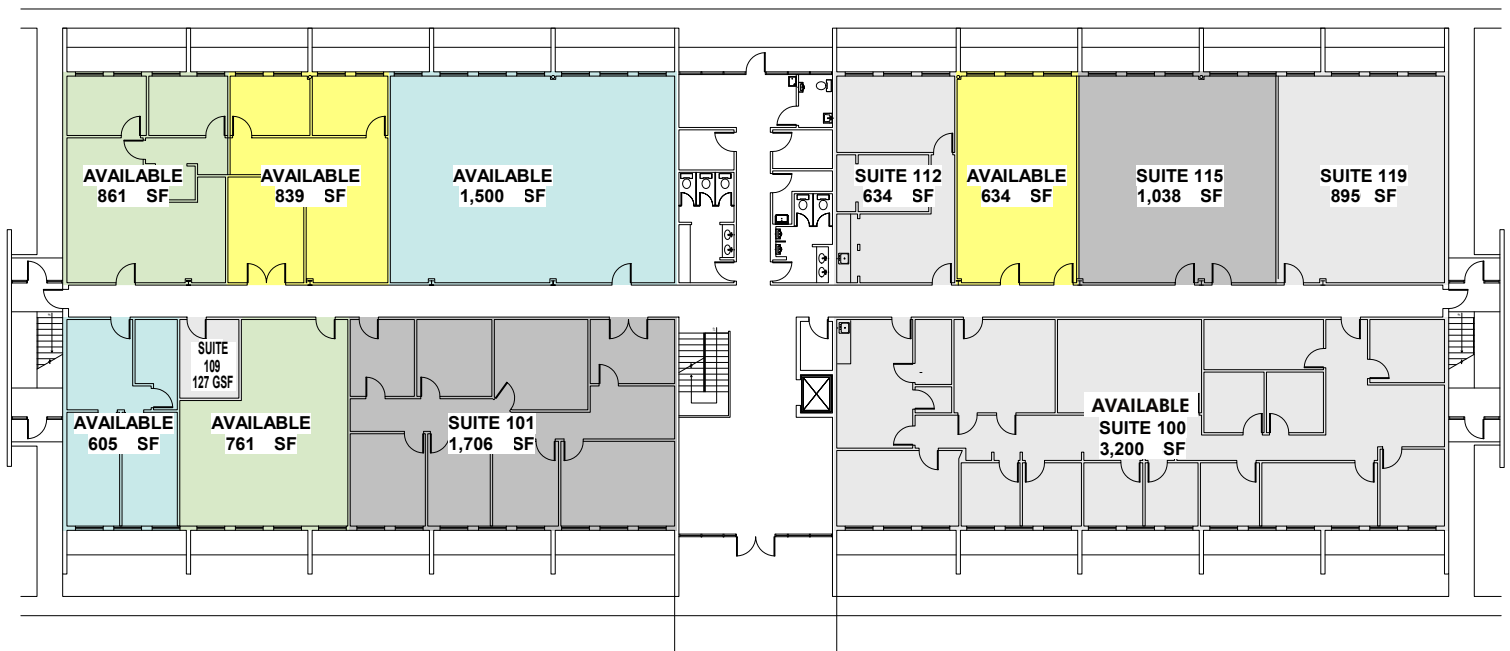 AVAILABLE
861 SF
AVAILABLE
839 SF
AVAILABLE
1,500 SF
SUITE 112
634 SF
AVAILABLE
634 SF
SUITE 115
1,038 SF
SUITE 119
895 SF
AVAILABLE
605 SF
SUITE
109
127 GSF
AVAILABLE
761 SF
SUITE 101
1,706 SF
AVAILABLE
SUITE 100
3,200 SF